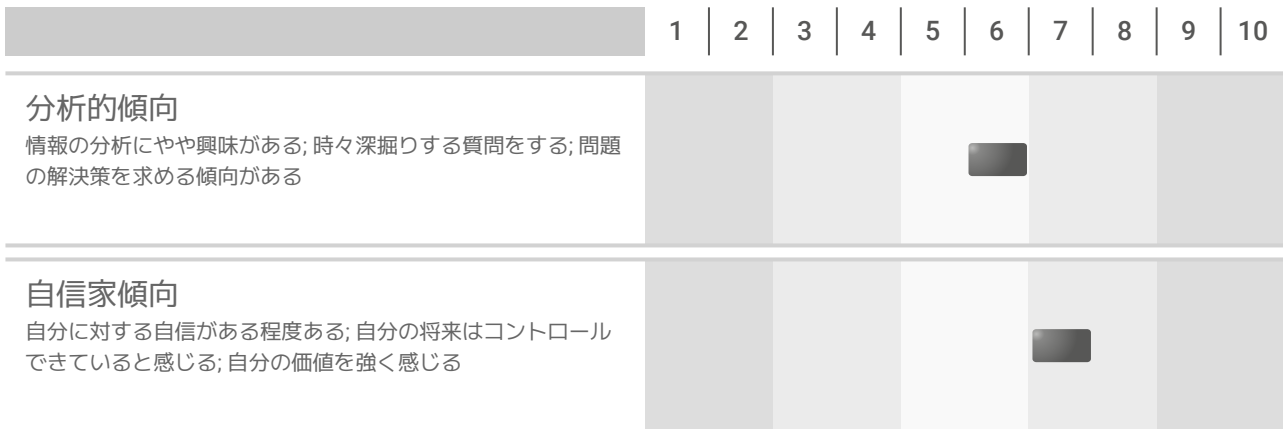 1 2 3 4 5 6 7 8 9 10
分析的傾向
情報の分析にやや興味がある; 時々深掘りする質問をする; 問題
の解決策を求める傾向がある
自信家傾向
自分に対する自信がある程度ある; 自分の将来はコントロール
できていると感じる; 自分の価値を強く感じる